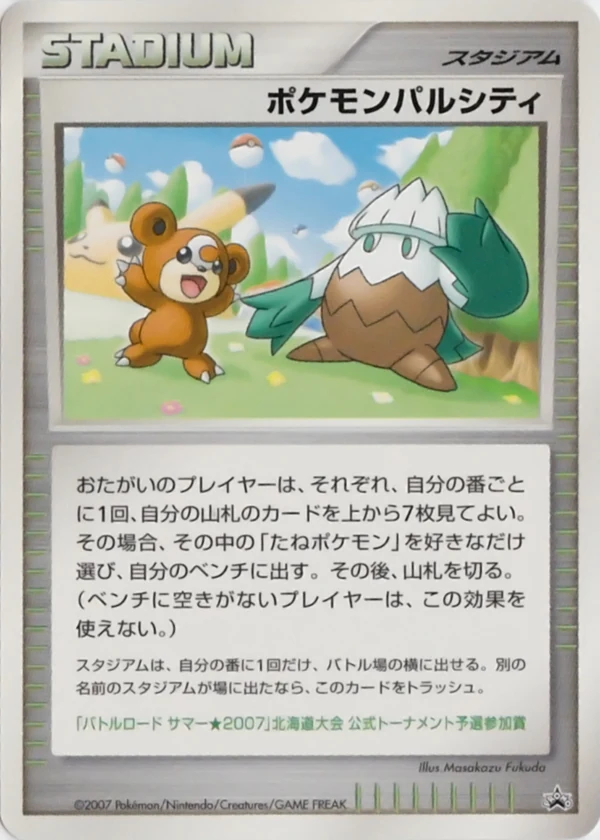 STADIUM
スタジアム
ポケモンパルシティ
おたがいのプレイヤーは、それぞれ、自分の番ごと
に1回、自分の山札のカードを上から7枚見てよい。
その場合、その中の「たねポケモン」を好きなだけ
選び、自分のベンチに出す。その後、山札を切る。
（ベンチに空きがないプレイヤーは、この効果を
使えない。）
スタジアムは、自分の番に1回だけ、バトル場の横に出せる。別の
名前のスタジアムが場に出たなら、このカードをトラッシュ。
「バトルロード サマー★2007」北海道大会 公式トーナメント予選参加賞
Illus.Masakazu Fukuda
©2007 Pokémon/Nintendo/Creatures/GAME FREAK